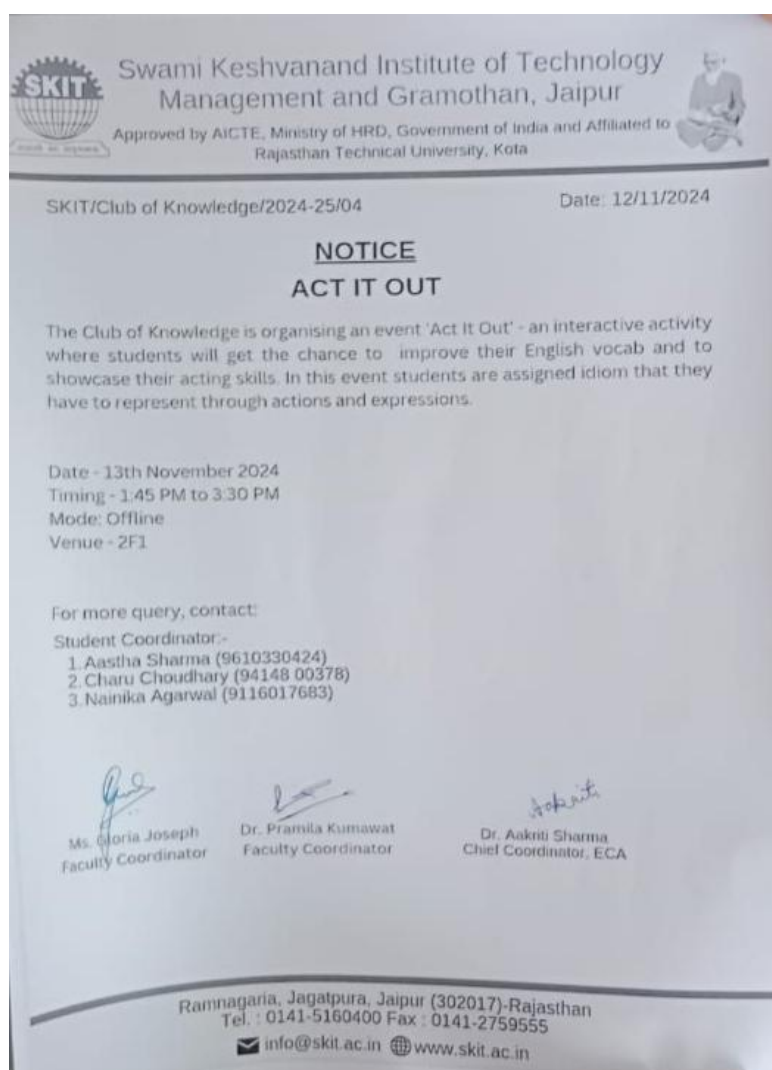 SKIT
Swami Keshvanand Institute of Technology
Management and Gramothan, Jaipur
Approved by AICTE, Ministry of HRD, Government of India and Affiliated to
Rajasthan Technical University, Kota
SKIT/Club of Knowledge/2024-25/04
Date: 12/11/2024
NOTICE
ACT IT OUT
The Club of Knowledge is organising an event 'Act It Out' - an interactive activity
where students will get the chance to improve their English vocab and to
showcase their acting skills. In this event students are assigned idiom that they
have to represent through actions and expressions.
Date - 13th November 2024
Timing - 1:45 PM to 3:30 PM
Mode: Offline
Venue - 2F1
For more query, contact:
Student Coordinator:-
1. Aastha Sharma (9610330424)
2. Charu Choudhary (94148 00378)
3. Nainika Agarwal (9116017683)
Aakriti
Ms. Gloria Joseph
Faculty Coordinator
Dr. Pramila Kumawat
Faculty Coordinator
Dr. Aakriti Sharma
Chief Coordinator, ECA
Ramnagaria, Jagatpura, Jaipur (302017)-Rajasthan
Tel. : 0141-5160400 Fax : 0141-2759555
info@skit.ac.in www.skit.ac.in